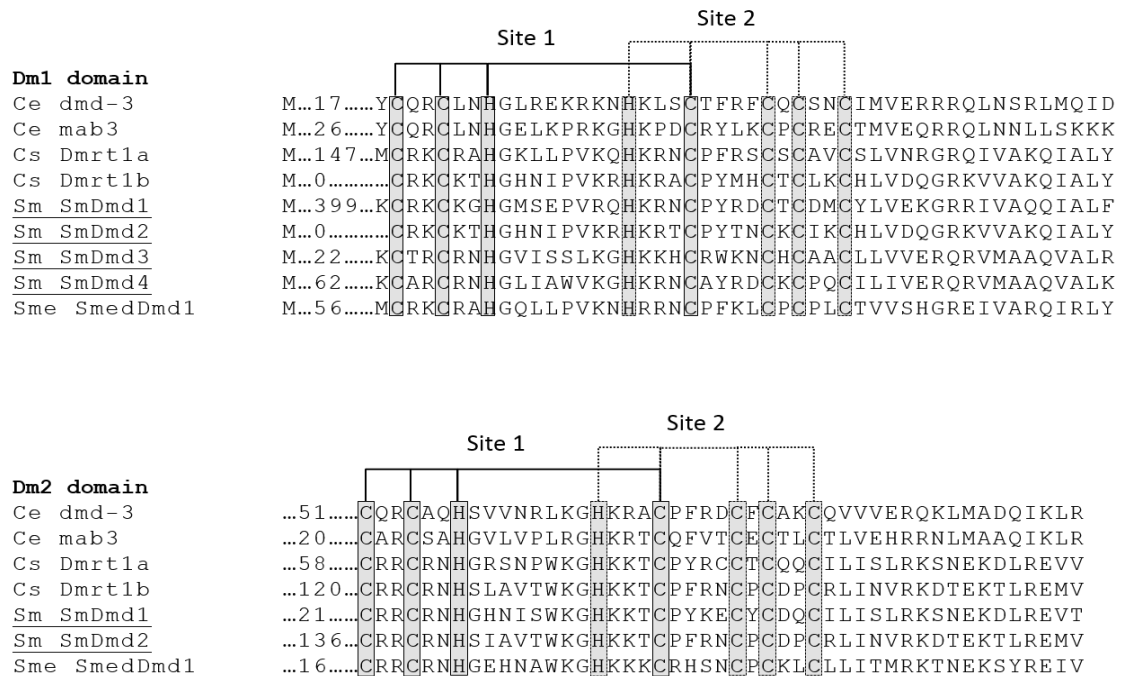 Site 2
Site 1
Dm1 domain
Ce dmd-3 M...17......YCQRCLNHGLREKRKNHKLSCTFRFCQCSNCIMVERRRQLNSRLMQID
Ce mab3 M...26......YCQRCLNHGELKPRKGHKPDCRYLKCPCRECTMVEQRRQLNNLLSKKK
Cs Dmrt1a M...147...MCRKCRAHGKLLPVKQHKRNCPFRSCSCAVCSLVNRGRQIVAKQIALY
Cs Dmrt1b M...0.........CRKCKTHGHNIPVKRHKRACPYMHCTCLKCHLVDQGRKVVAKQIALY
Sm SmDmd1 M...399...KCRKCKGHGMSEPVRQHKRNCPYRDCTCDMCYLVEKGRRIVAQQIALF
Sm SmDmd2 M...0.........CRKCKTHGHNIPVKRHKRTCPYTNCKCIKCHLVDQGRKVVAKQIALY
Sm SmDmd3 M...22......KCTRCRNHGVISSLKGHKKHCRWKNCHCAACLLVVERQRVMAAQVALR
Sm SmDmd4 M...62......KCARCRNHGLIAWVKGHKRNCAYRDCKCPQCILIVERQRVMAAQVALK
Sme SmedDmd1 M...56......MCRKCRAHGQLLPVKNHRRNCPFKLCPCPLCTVVSHGREIVARQIRLY
Site 2
Site 1
Dm2 domain
Ce dmd-3 ...51......CQRCAQHSVVNRLKGHKRACPFRDCFCAKCQVVVERQKLMADQIKLR
Ce mab3 ...20......CARCSAHGVLVPLRGHKRTCQFVTCECTLCTLVEHRRNLMAAQIKLR
Cs Dmrt1a ...58......CRRCRNHGRSNPWKGHKKTCPYRCCTCQQCILISLRKSNEKDLREVV
Cs Dmrt1b ...120...CRRCRNHSLAVTWKGHKKTCPFRNCPCDPCRLINVRKDTEKTLREMV
Sm SmDmd1 ...21......CRRCRNHGHNISWKGHKKTCPYKECYCDQCILISLRKSNEKDLREVT
Sm SmDmd2 ...136...CRRCRNHSIAVTWKGHKKTCPFRNCPCDPCRLINVRKDTEKTLREMV
Sme SmedDmd1 ...16......CRRCRNHGEHNAWKGHKKKCRHSNCPCKLCLLITMRKTNEKSYREIV